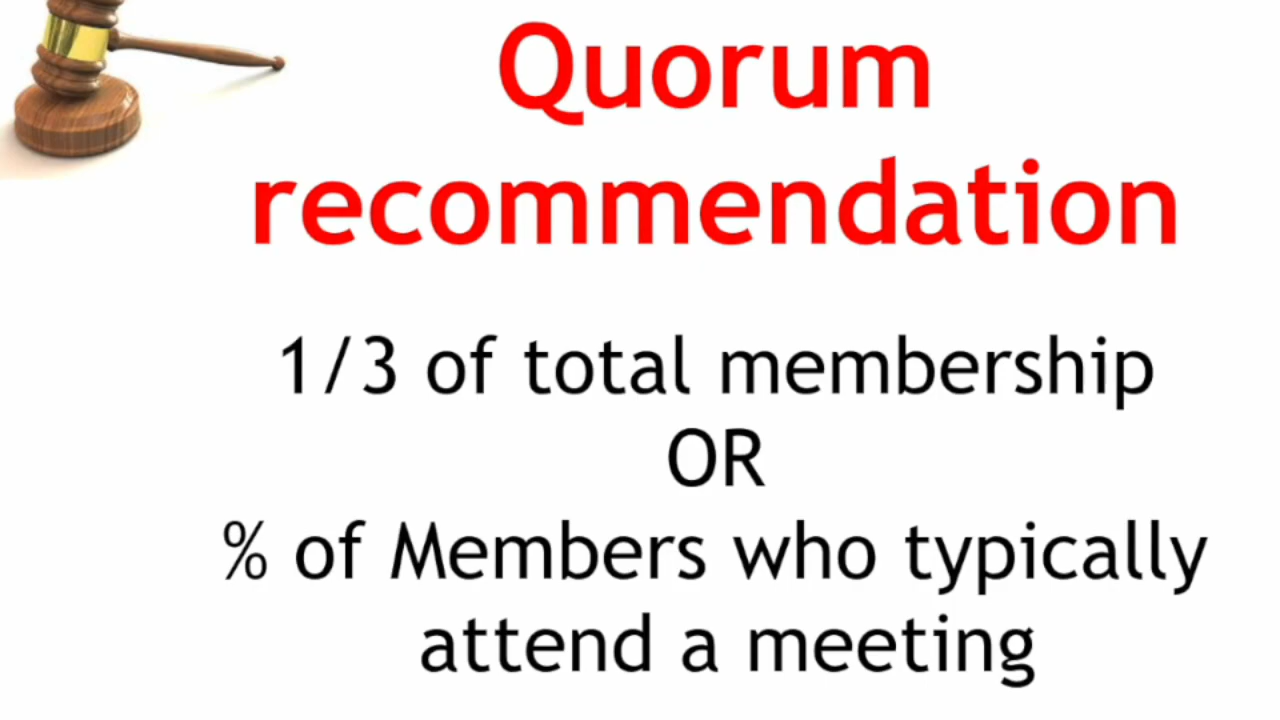 Quorum
recommendation
1/3 of total membership
OR
% of Members who typically
attend a meeting